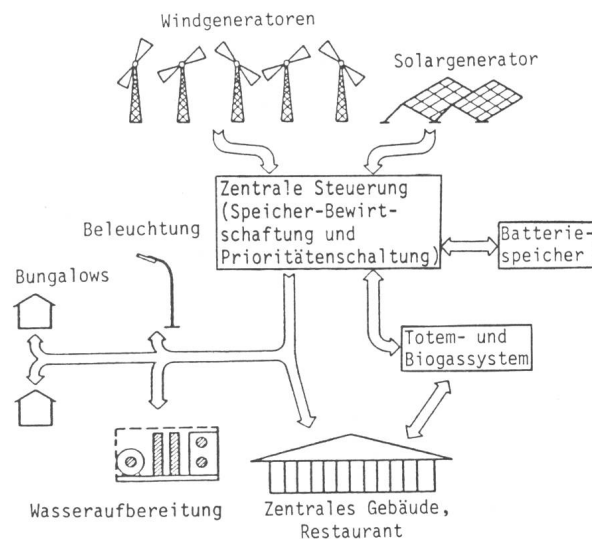 Windgeneratoren
Solargenerator
Zentrale Steuerung
(Speicher-Bewirt-
schaftung und
Prioritätenschaltung)
Beleuchtung
Batterie-
speicher
Bungalows
Totem- und
Biogassystem
Wasseraufbereitung
Zentrales Gebäude,
Restaurant